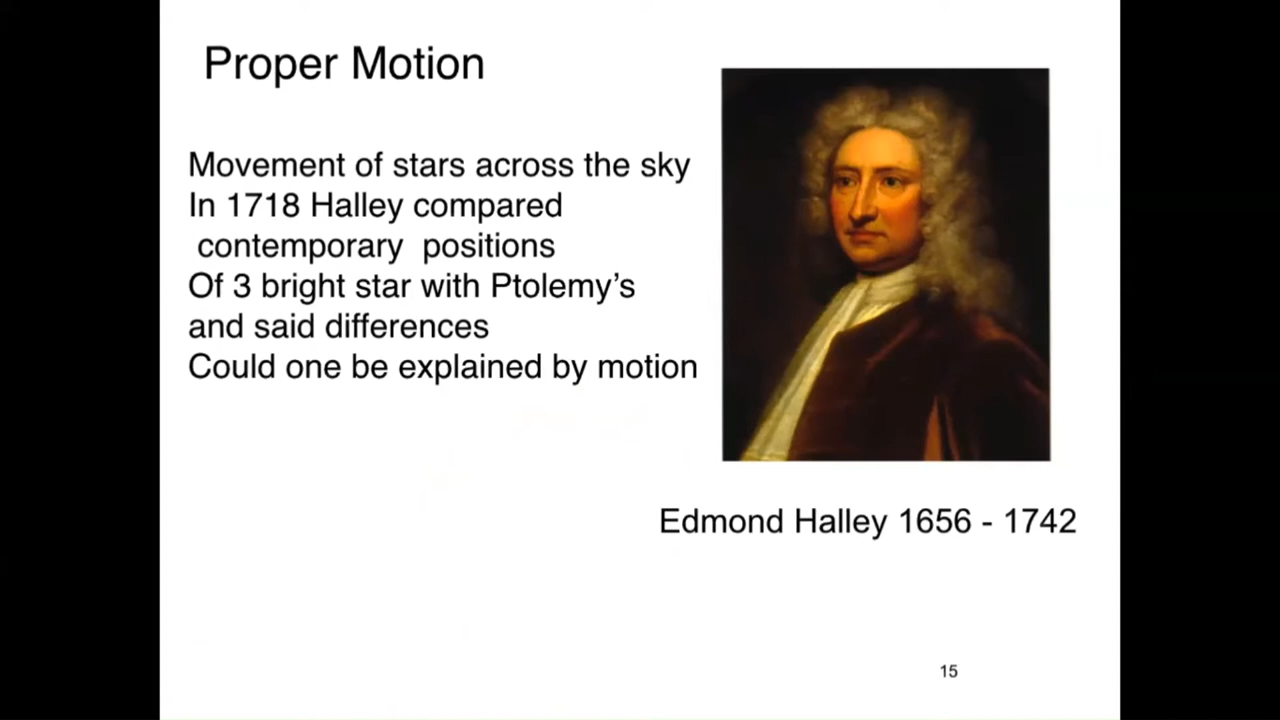 Proper Motion
Movement of stars across the sky
In 1718 Halley compared
contemporary positions
Of 3 bright star with Ptolemy’s
and said differences
Could one be explained by motion
Edmond Halley 1656 - 1742
15